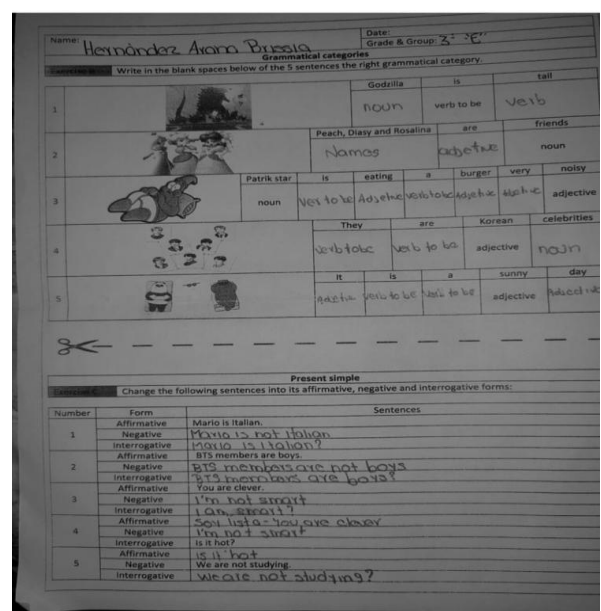 Name: Hernández Arana Brissia
Date:
Grade & Group: 3° "E"
Grammatical categories
Write in the blank spaces below of the 5 sentences the right grammatical category.
Godzilla is tall
1 noun verb to be verb
Peach, Diasy and Rosalina are friends
2 Names adjetive noun
Patrik star is eating a burger very noisy
3 noun verb to be Adjetive verb to be adjetive adjective
They are Korean celebrities
4 verb to be verb to be adjective noun
It is a sunny day
5 verb to be verb to be adjective
Present simple
Change the following sentences into its affirmative, negative and interrogative forms:
Number Form Sentences
Affirmative Mario is Italian.
1 Negative Mario is not italian
Interrogative Mario is italian?
Affirmative BTS members are boys.
2 Negative BTS members are not boys
Interrogative BTS members are boys?
Affirmative You are clever.
3 Negative I'm not smart
Interrogative I am, smart?
Affirmative Soy lista-You are clever
4 Negative I'm not smart
Interrogative Is it hot?
Affirmative is it hot
5 Negative We are not studying.
Interrogative we are not studying?